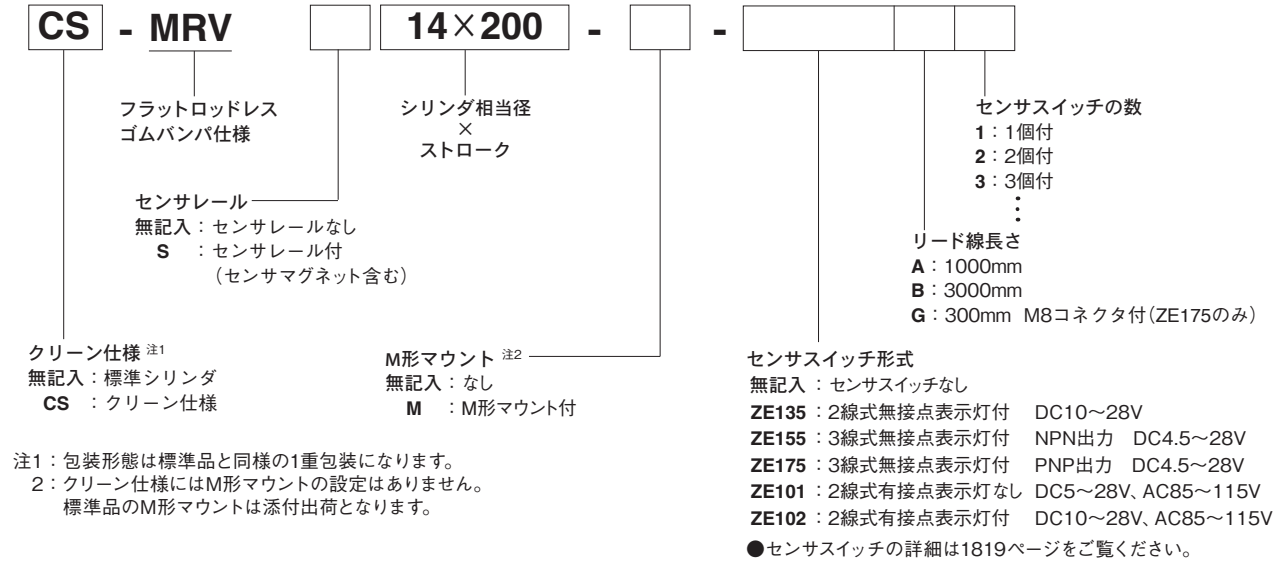 CS - MRV 14×200 - -
フラットロッドレス
ゴムバンパ仕様
シリンダ相当径
×
ストローク
センサスイッチの数
1：1個付
2：2個付
3：3個付
⋮
センサレール
無記入：センサレールなし
S ：センサレール付
（センサマグネット含む）
リード線長さ
A：1000mm
B：3000mm
G：300mm M8コネクタ付（ZE175のみ）
クリーン仕様 注1
無記入：標準シリンダ
CS ：クリーン仕様
M形マウント 注2
無記入：なし
M ：M形マウント付
センサスイッチ形式
無記入：センサスイッチなし
ZE135：2線式無接点表示灯付 DC10～28V
ZE155：3線式無接点表示灯付 NPN出力 DC4.5～28V
ZE175：3線式無接点表示灯付 PNP出力 DC4.5～28V
ZE101：2線式有接点表示灯なし DC5～28V、AC85～115V
ZE102：2線式有接点表示灯付 DC10～28V、AC85～115V
●センサスイッチの詳細は1819ページをご覧ください。
注1：包装形態は標準品と同様の1重包装になります。
2：クリーン仕様にはM形マウントの設定はありません。
標準品のM形マウントは添付出荷となります。